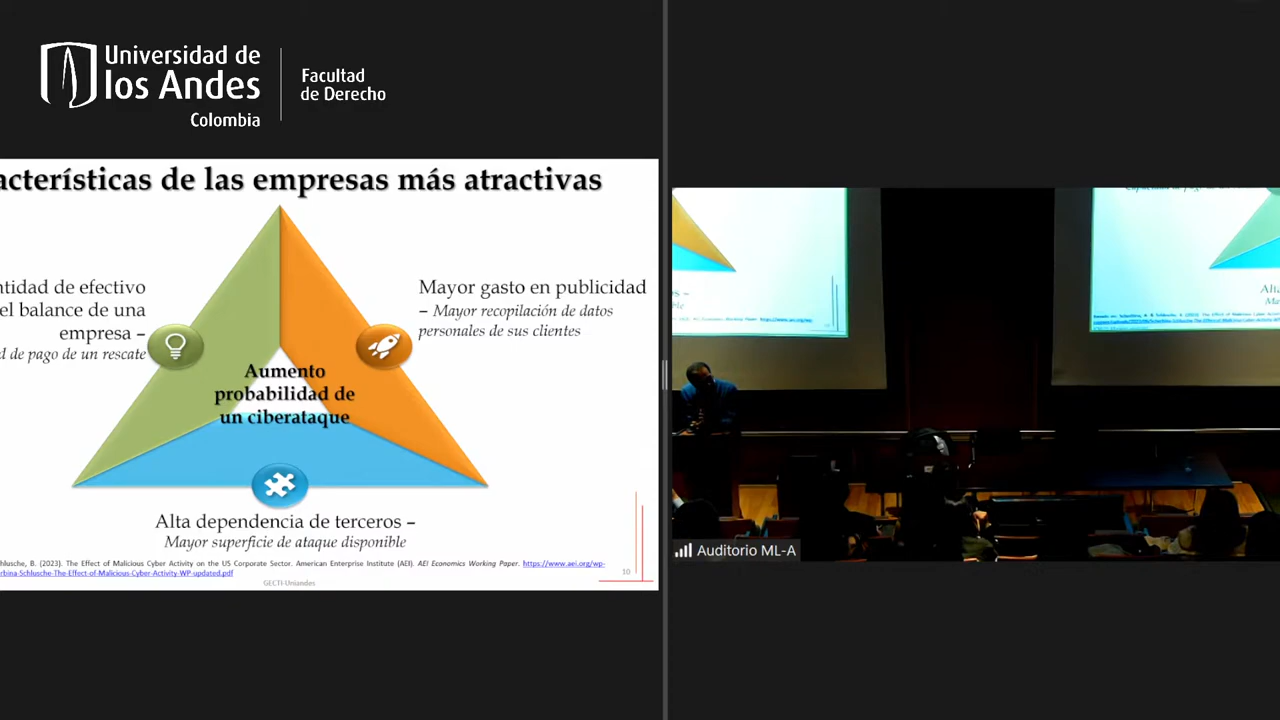 Universidad de
los Andes
Colombia
Facultad
de Derecho
acterísticas de las empresas más atractivas
ntidad de efectivo
el balance de una
empresa –
d de pago de un rescate
Mayor gasto en publicidad
– Mayor recopilación de datos
personales de sus clientes
Aumento
probabilidad de
un ciberataque
Alta dependencia de terceros –
Mayor superficie de ataque disponible
hlusche, B. (2023). The Effect of Malicious Cyber Activity on the US Corporate Sector. American Enterprise Institute (AEI). AEI Economics Working Paper. https://www.aei.org/wp-
rbina-Schlusche-The-Effect-of-Malicious-Cyber-Activity-WP-updated.pdf
GECTI-Uniandes
10
Auditorio ML-A